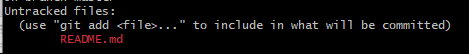 Untracked files:
  (use "git add <file>..." to include in what will be committed)
        README.md